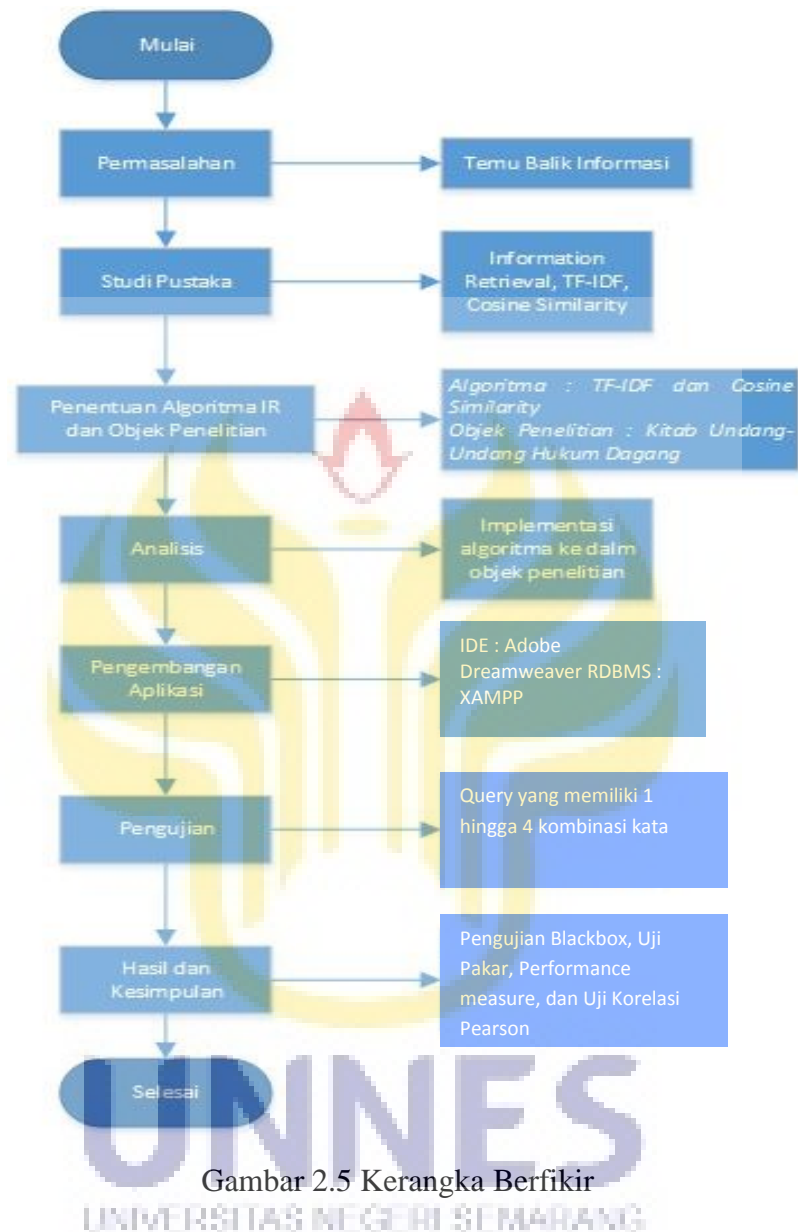 Mulai
Permasalahan
Temu Balik Informasi
Studi Pustaka
Information
Retrieval, TF-IDF,
Cosine Similarity
Penentuan Algoritma IR
dan Objek Penelitian
Algoritma : TF-IDF dan Cosine
Similarity
Objek Penelitian : Kitab Undang-
Undang Hukum Dagang
Analisis
Implementasi
algoritma ke dalm
objek penelitian
Pengembangan
Aplikasi
IDE : Adobe
Dreamweaver RDBMS :
XAMPP
Pengujian
Query yang memiliki 1
hingga 4 kombinasi kata
Hasil dan
Kesimpulan
Pengujian Blackbox, Uji
Pakar, Performance
measure, dan Uji Korelasi
Pearson
Selesai
UNNES
Gambar 2.5 Kerangka Berfikir
UNIVERSITAS NEGERI SEMARANG